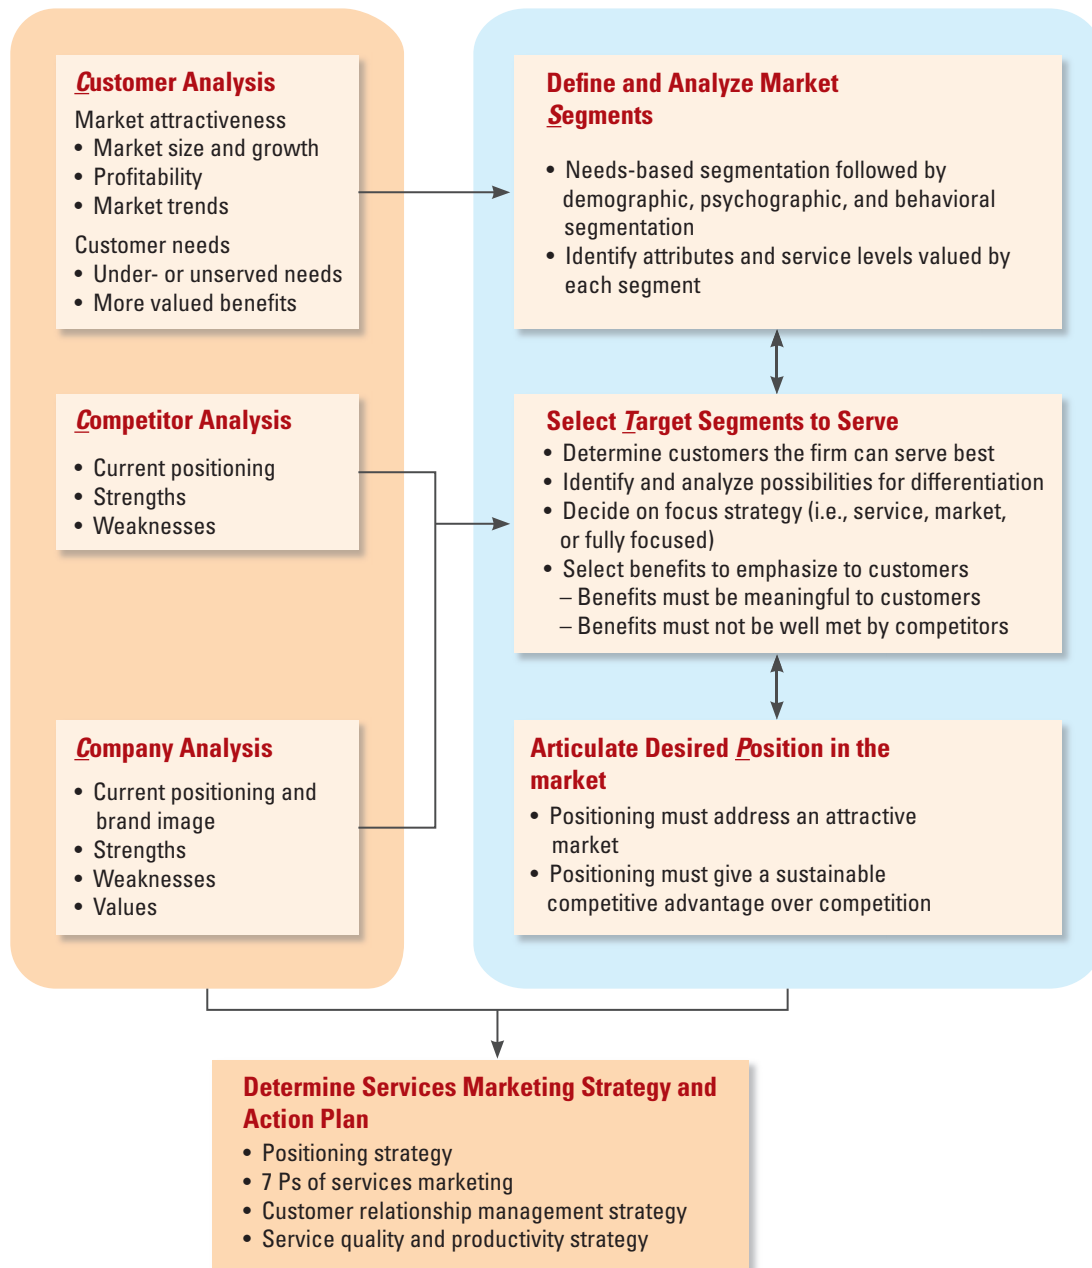 Customer Analysis
Market attractiveness
• Market size and growth
• Profitability
• Market trends
Customer needs
• Under- or unserved needs
• More valued benefits
Define and Analyze Market
Segments
• Needs-based segmentation followed by
demographic, psychographic, and behavioral
segmentation
• Identify attributes and service levels valued by
each segment
Competitor Analysis
• Current positioning
• Strengths
• Weaknesses
Select Target Segments to Serve
• Determine customers the firm can serve best
• Identify and analyze possibilities for differentiation
• Decide on focus strategy (i.e., service, market,
or fully focused)
• Select benefits to emphasize to customers
– Benefits must be meaningful to customers
– Benefits must not be well met by competitors
Company Analysis
• Current positioning and
brand image
• Strengths
• Weaknesses
• Values
Articulate Desired Position in the
market
• Positioning must address an attractive
market
• Positioning must give a sustainable
competitive advantage over competition
Determine Services Marketing Strategy and
Action Plan
• Positioning strategy
• 7 Ps of services marketing
• Customer relationship management strategy
• Service quality and productivity strategy